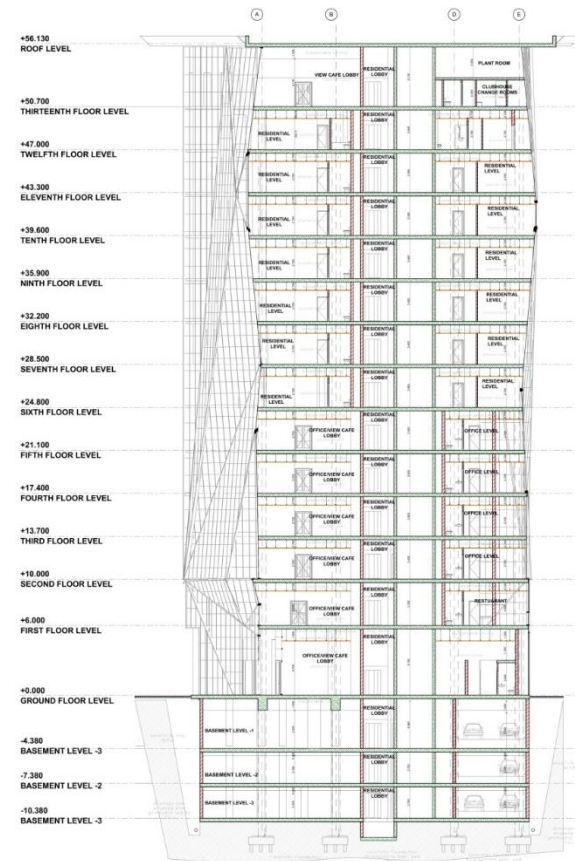 A B D E
+56.130
ROOF LEVEL
PLANT ROOM
RESIDENTIAL
LOBBY
VIEW CAFE LOBBY
CLUBHOUSE
CHANGE ROOMS
+50.700
THIRTEENTH FLOOR LEVEL
RESIDENTIAL
LOBBY
RESIDENTIAL
LEVEL
+47.000
TWELFTH FLOOR LEVEL
RESIDENTIAL
LOBBY
RESIDENTIAL
LEVEL
RESIDENTIAL
LEVEL
+43.300
ELEVENTH FLOOR LEVEL
RESIDENTIAL
LOBBY
RESIDENTIAL
LEVEL
RESIDENTIAL
LEVEL
+39.600
TENTH FLOOR LEVEL
RESIDENTIAL
LOBBY
RESIDENTIAL
LEVEL
RESIDENTIAL
LEVEL
+35.900
NINTH FLOOR LEVEL
RESIDENTIAL
LOBBY
RESIDENTIAL
LEVEL
RESIDENTIAL
LEVEL
+32.200
EIGHTH FLOOR LEVEL
RESIDENTIAL
LOBBY
RESIDENTIAL
LEVEL
RESIDENTIAL
LEVEL
+28.500
SEVENTH FLOOR LEVEL
RESIDENTIAL
LOBBY
RESIDENTIAL
LEVEL
+24.800
SIXTH FLOOR LEVEL
RESIDENTIAL
LOBBY
OFFICE/VIEW CAFE
LOBBY
OFFICE LEVEL
+21.100
FIFTH FLOOR LEVEL
RESIDENTIAL
LOBBY
OFFICE/VIEW CAFE
LOBBY
OFFICE LEVEL
+17.400
FOURTH FLOOR LEVEL
RESIDENTIAL
LOBBY
OFFICE/VIEW CAFE
LOBBY
OFFICE LEVEL
+13.700
THIRD FLOOR LEVEL
RESIDENTIAL
LOBBY
OFFICE/VIEW CAFE
LOBBY
OFFICE LEVEL
+10.000
SECOND FLOOR LEVEL
RESIDENTIAL
LOBBY
OFFICE/VIEW CAFE
LOBBY
RESTUARANT
+6.000
FIRST FLOOR LEVEL
RESIDENTIAL
LOBBY
OFFICE/VIEW CAFE
LOBBY
+0.000
GROUND FLOOR LEVEL
RESIDENTIAL
LOBBY
BASEMENT LEVEL -1
-4.380
BASEMENT LEVEL -3
RESIDENTIAL
LOBBY
BASEMENT LEVEL -2
-7.380
BASEMENT LEVEL -2
RESIDENTIAL
LOBBY
BASEMENT LEVEL -3
-10.380
BASEMENT LEVEL -3